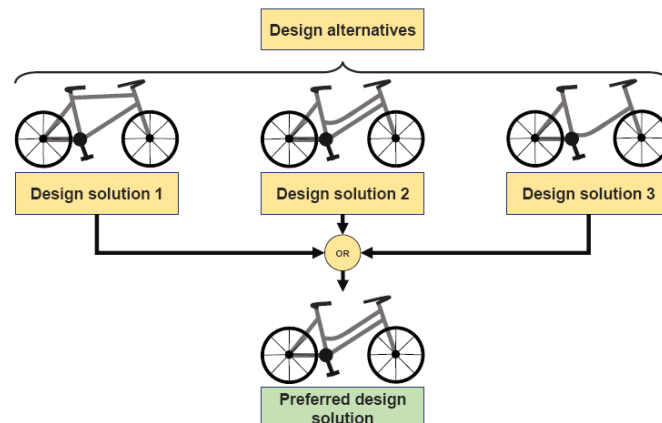 Design alternatives
Design solution 1
Design solution 2
Design solution 3
OR
Preferred design
solution